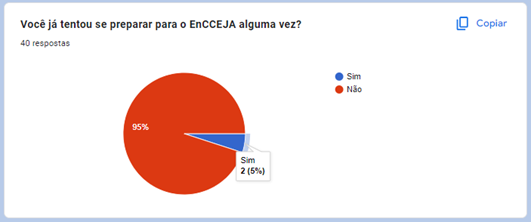 Você já tentou se preparar para o EnCCEJA alguma vez?
Copiar
40 respostas
Sim
Não
95%
Sim
2 (5%)